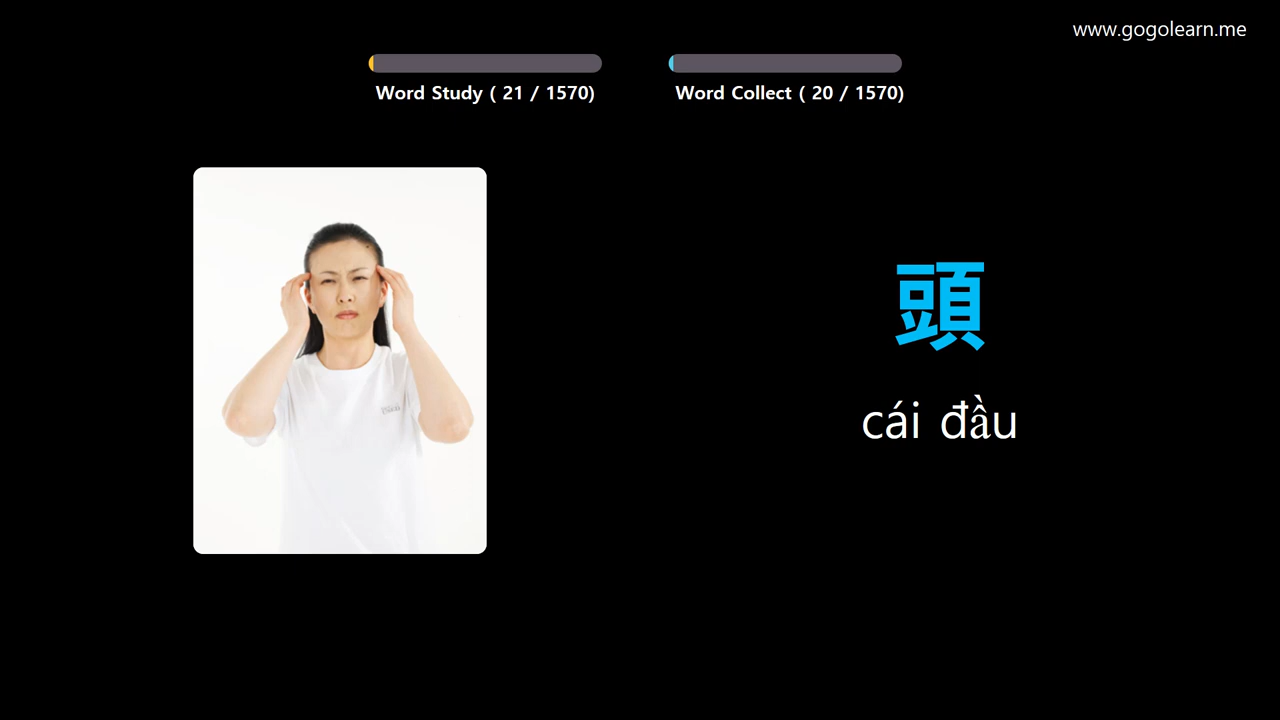 www.gogolearn.me
Word Study ( 21 / 1570)
Word Collect ( 20 / 1570)
頭
cái đầu